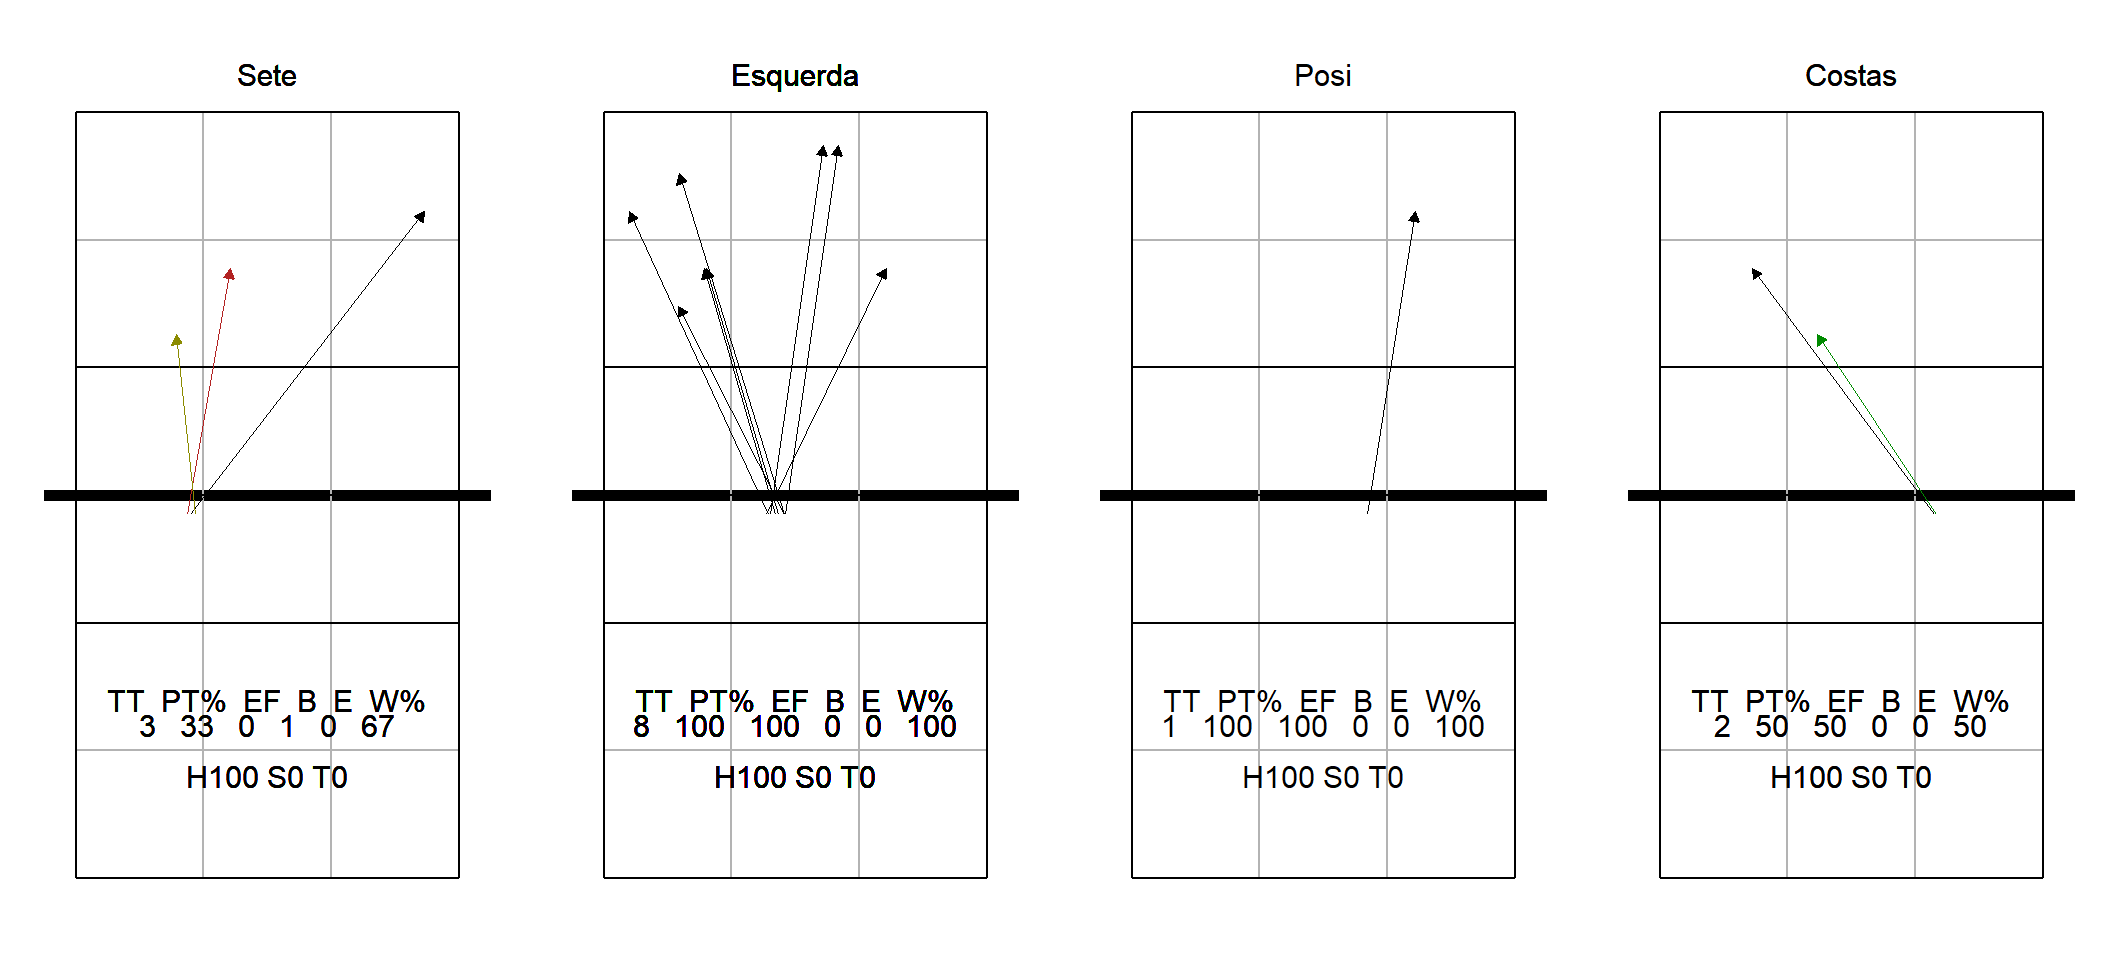 Sete
TT PT% EF B E W%
3 33 0 1 0 67
H100 S0 T0
Esquerda
TT PT% EF B E W%
8 100 100 0 0 100
H100 S0 T0
Posi
TT PT% EF B E W%
1 100 100 0 0 100
H100 S0 T0
Costas
TT PT% EF B E W%
2 50 50 0 0 50
H100 S0 T0